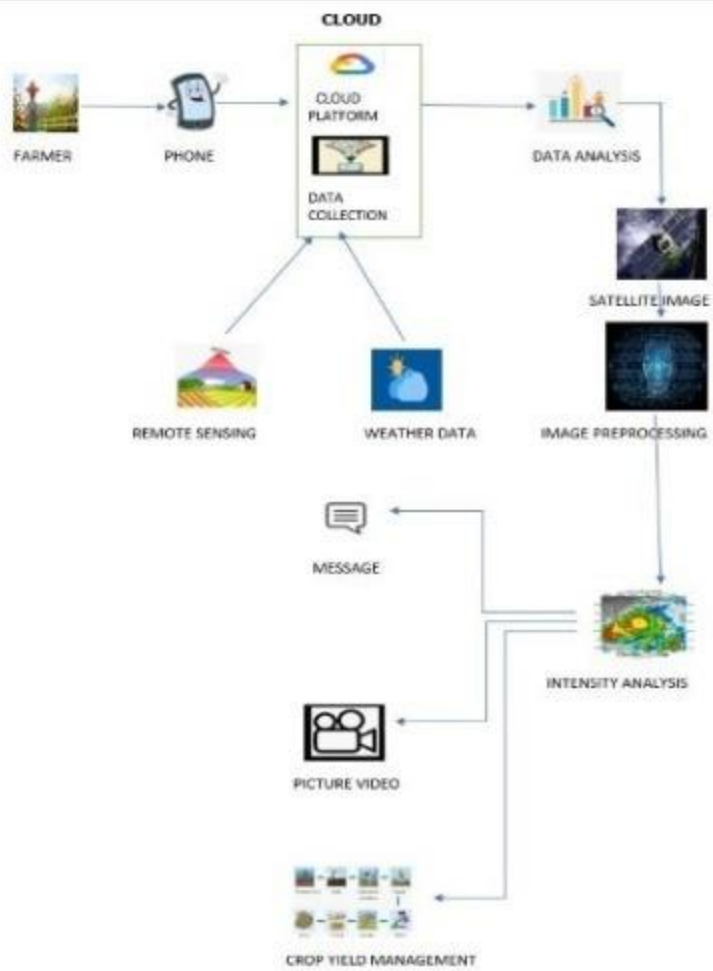 CLOUD
CLOUD
PLATFORM
DATA
COLLECTION
FARMER
PHONE
DATA ANALYSIS
SATELLITE IMAGE
REMOTE SENSING
WEATHER DATA
IMAGE PREPROCESSING
MESSAGE
INTENSITY ANALYSIS
PICTURE VIDEO
CROP YIELD MANAGEMENT